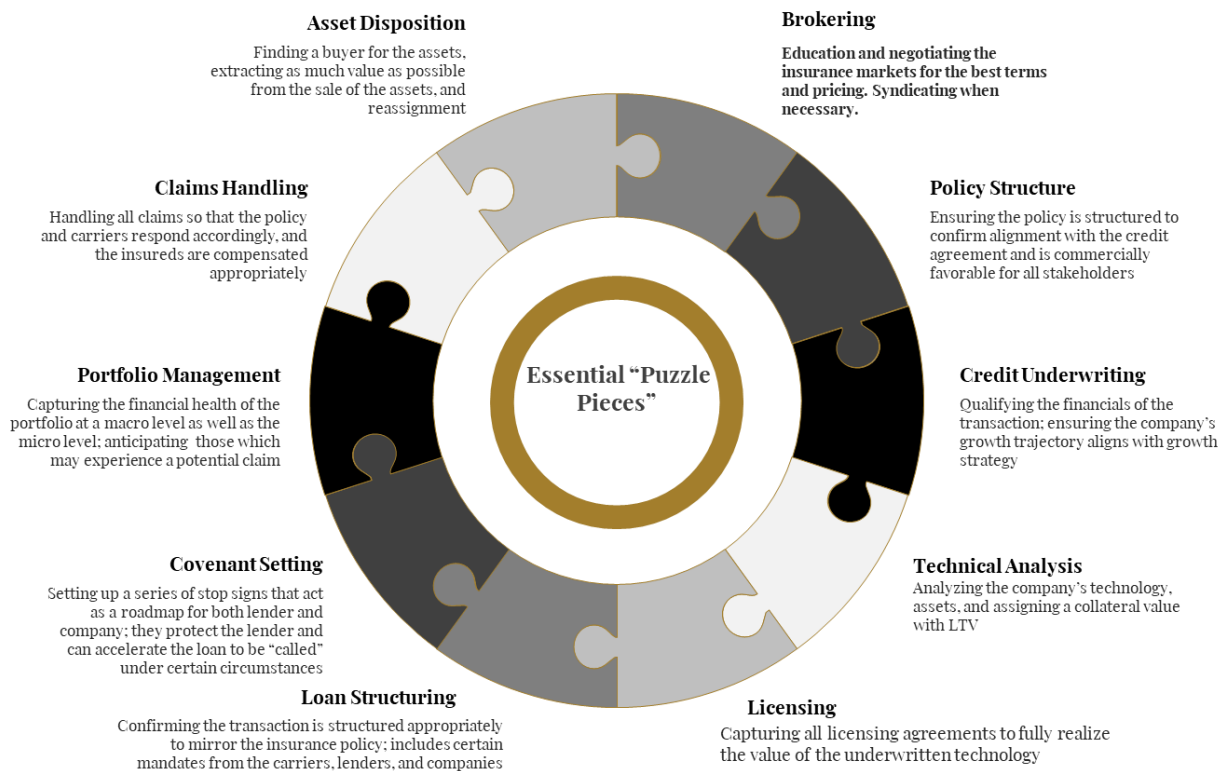 Asset Disposition
Finding a buyer for the assets,
extracting as much value as possible
from the sale of the assets, and
reassignment
Brokering
Education and negotiating the
insurance markets for the best terms
and pricing. Syndicating when
necessary.
Claims Handling
Handling all claims so that the policy
and carriers respond accordingly, and
the insureds are compensated
appropriately
Policy Structure
Ensuring the policy is structured to
confirm alignment with the credit
agreement and is commercially
favorable for all stakeholders
Essential “Puzzle
Pieces”
Portfolio Management
Capturing the financial health of the
portfolio at a macro level as well as the
micro level; anticipating those which
may experience a potential claim
Credit Underwriting
Qualifying the financials of the
transaction; ensuring the company’s
growth trajectory aligns with growth
strategy
Covenant Setting
Setting up a series of stop signs that act
as a roadmap for both lender and
company; they protect the lender and
can accelerate the loan to be “called”
under certain circumstances
Technical Analysis
Analyzing the company’s technology,
assets, and assigning a collateral value
with LTV
Loan Structuring
Confirming the transaction is structured appropriately
to mirror the insurance policy; includes certain
mandates from the carriers, lenders, and companies
Licensing
Capturing all licensing agreements to fully realize
the value of the underwritten technology